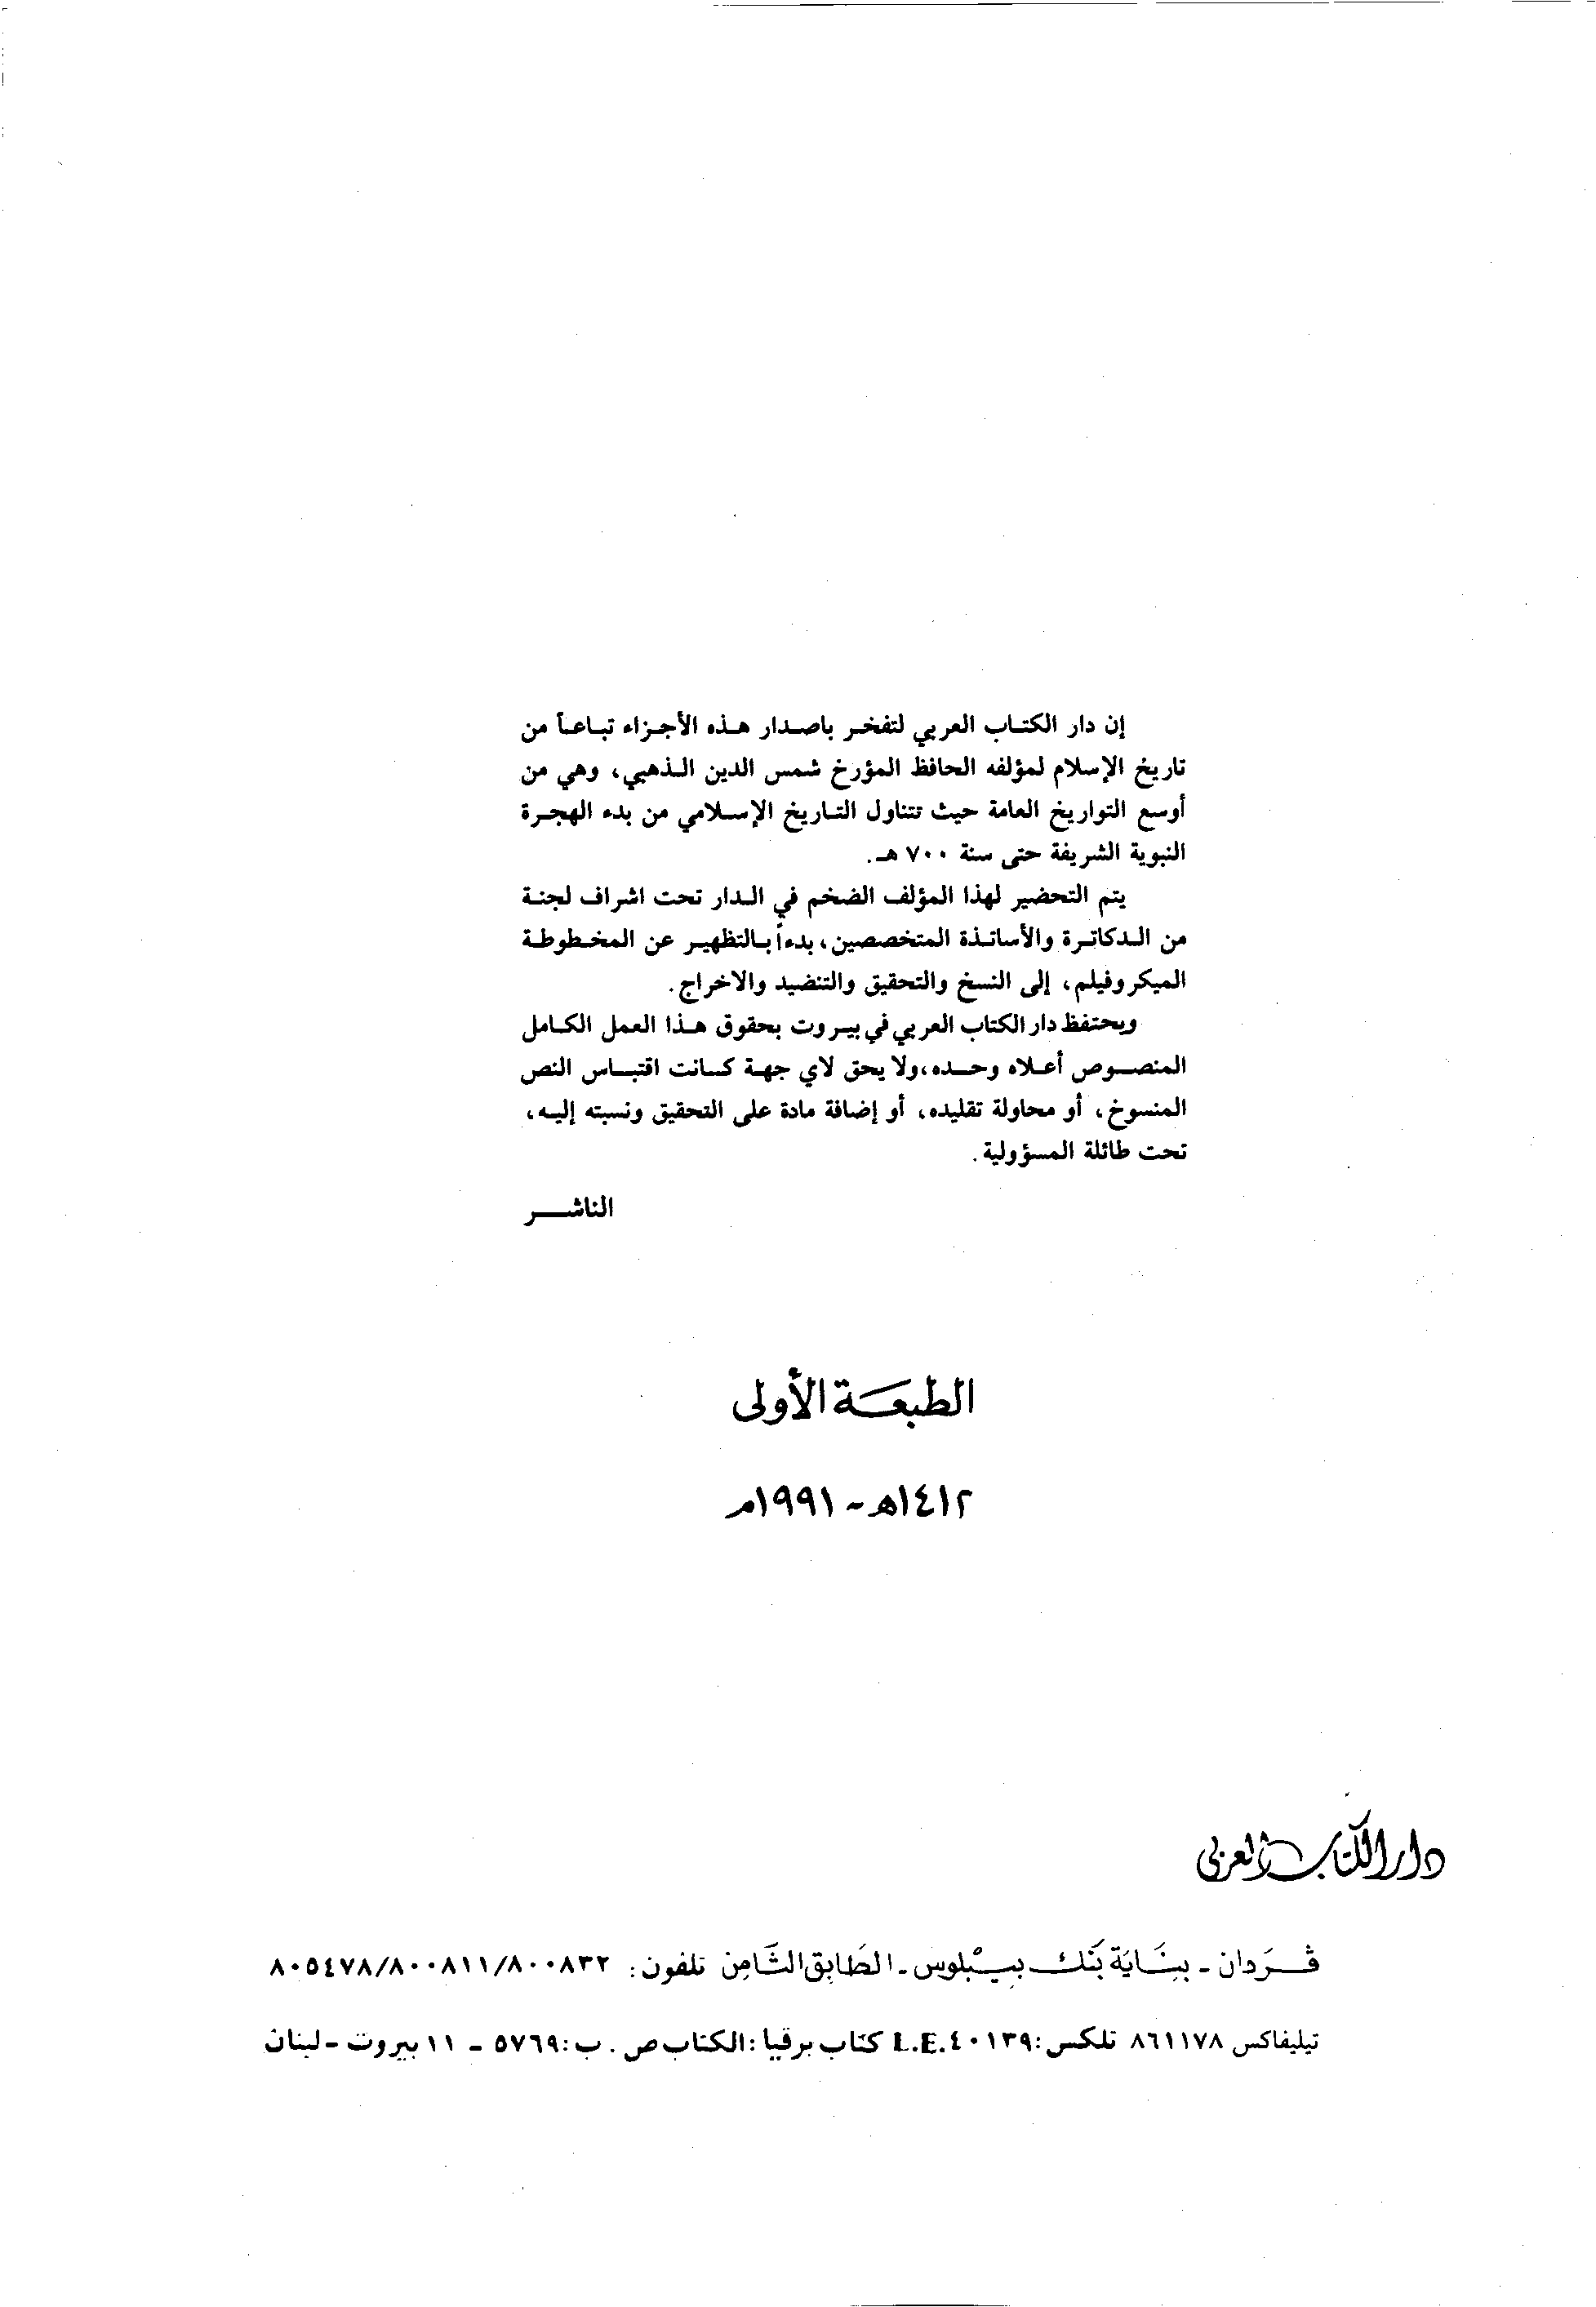 إن دار الكتاب العربي لتفخر باصدار هذه الأجزاء تباعاً من
تاريخ الإسلام لمؤلفه الحافظ المؤرخ شمس الدين الذهبي، وهي من
أوسع التواريخ العامة حيث تتناول التاريخ الإسلامي من بدء الهجرة
النبوية الشريفة حتى سنة ٧٠٠ هـ.
يتم التحضير لهذا المؤلف الضخم في الدار تحت اشراف لجنة
من الدكاترة والأساتذة المتخصصين، بدءاً بالتظهير عن المخطوطة
الميكروفيلم، إلى النسخ والتحقيق والتنضيد والاخراج.
ويحتفظ دار الكتاب العربي في بيروت بحقوق هذا العمل الكامل
المنصوص أعلاه وحده، ولا يحق لاي جهة كانت اقتباس النص
المنسوخ، أو محاولة تقليده، أو إضافة مادة على التحقيق ونسبته إليه،
تحت طائلة المسؤولية.
الناشر
الطبعة الأولى
١٤١٢هـ - ١٩٩١م
دار الكتاب العربي
ڤردان - بناية بنك بيبلوس - الطابق الثامن تلفون: ٨٠٥٤٧٨/٨٠٠٨١١/٨٠٠٨٣٢
تيليفاكس ٨٦١١٧٨ تلكس: L.E.٤٠١٣٩ كتاب برقيا: الكتاب ص. ب: ٥٧٦٩ - ١١ بيروت - لبنان